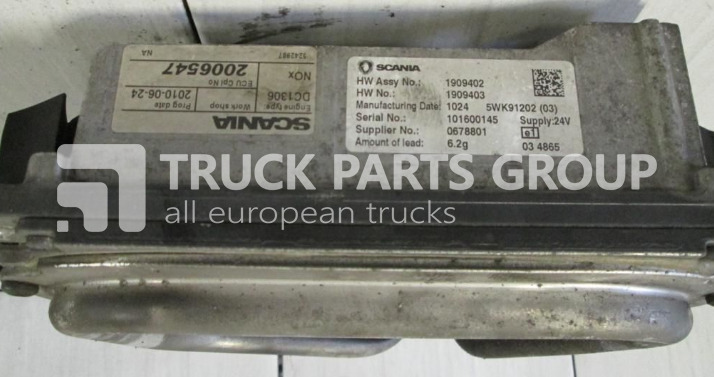 SCANIA
Engine type Work shop Prog date
DC1306 2010-06-24
ECU Cpl No
NOx 2006547
NA
SCANIA
HW Assy No.: 1909402
HW No.: 1909403
Manufacturing Date: 1024 5WK91202 (03)
Serial No.: 101600145 Supply:24V
Supplier No.: 0678801 e1
Amount of lead: 6.2g 03 4865
TRUCK PARTS GROUP
all european trucks